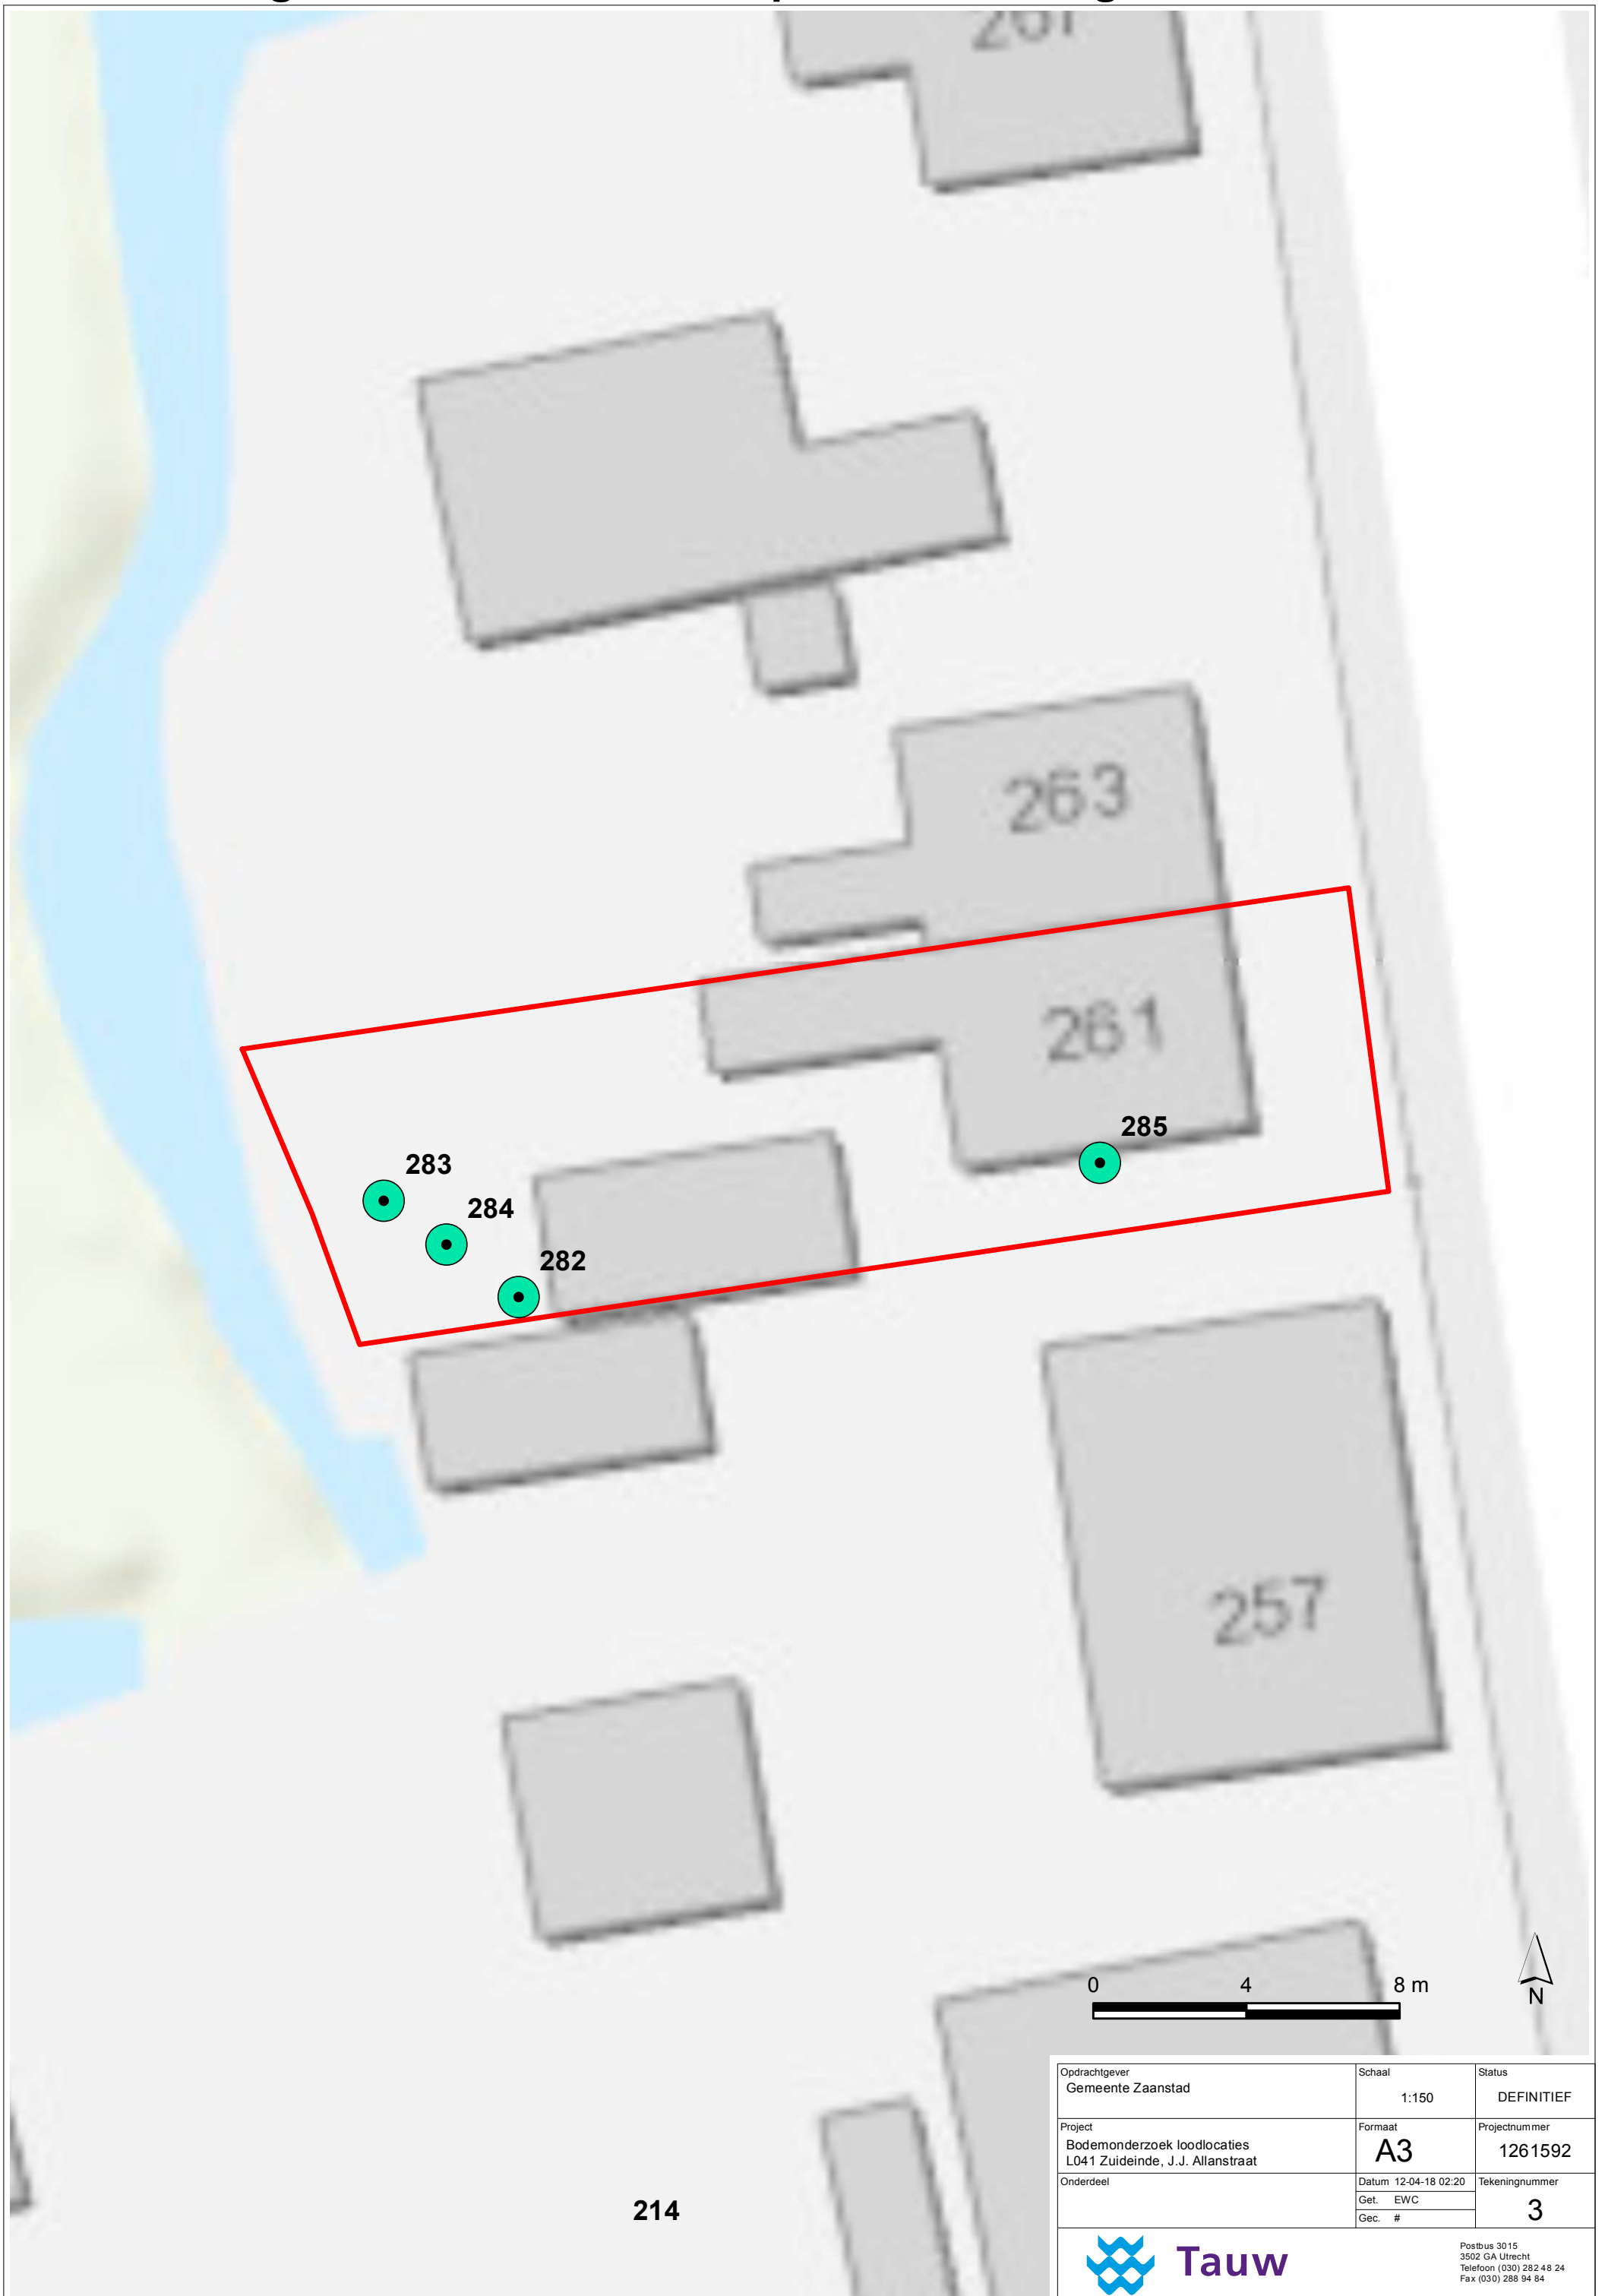 263
261
285
283
284
282
257
0 4 8 m
N
214
Opdrachtgever
Gemeente Zaanstad
Schaal
1:150
Status
DEFINITIEF
Project
Bodemonderzoek loodlocaties
L041 Zuideinde, J.J. Allanstraat
Formaat
A3
Projectnummer
1261592
Onderdeel
Datum 12-04-18 02:20
Get. EWC
Gec. #
Tekeningnummer
3
Tauw
Postbus 3015
3502 GA Utrecht
Telefoon (030) 282 48 24
Fax (030) 288 94 84